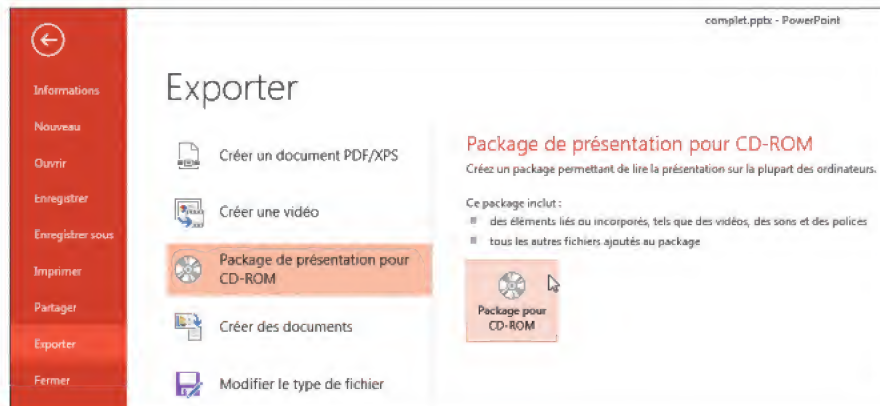 complet.pptx - PowerPoint
Informations
Nouveau
Ouvrir
Enregistrer
Enregistrer sous
Imprimer
Partager
Exporter
Fermer
Exporter
Créer un document PDF/XPS
Créer une vidéo
Package de présentation pour
CD-ROM
Créer des documents
Modifier le type de fichier
Package de présentation pour CD-ROM
Créez un package permettant de lire la présentation sur la plupart des ordinateurs.
Ce package inclut :
des éléments liés ou incorporés, tels que des vidéos, des sons et des polices
tous les autres fichiers ajoutés au package
Package pour
CD-ROM